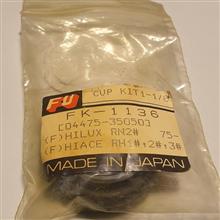 FU
CUP KIT 1-1/8
FK-1136
[04475-35050]
(F)HILUX RN2# 75-
(F)HIACE RH1#,2#,3#
MADE IN JAPAN